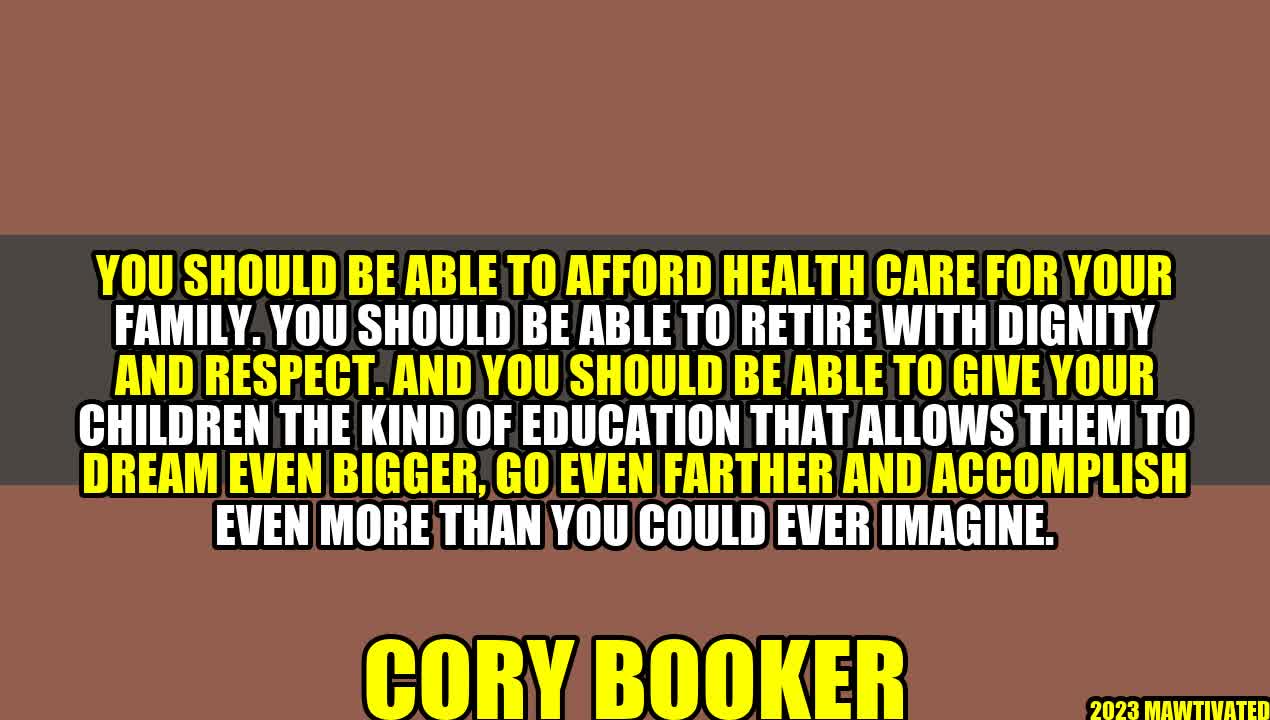 YOU SHOULD BE ABLE TO AFFORD HEALTH CARE FOR YOUR
FAMILY. YOU SHOULD BE ABLE TO RETIRE WITH DIGNITY
AND RESPECT. AND YOU SHOULD BE ABLE TO GIVE YOUR
CHILDREN THE KIND OF EDUCATION THAT ALLOWS THEM TO
DREAM EVEN BIGGER, GO EVEN FARTHER AND ACCOMPLISH
EVEN MORE THAN YOU COULD EVER IMAGINE.
CORY BOOKER
2023 MAWTIVATED